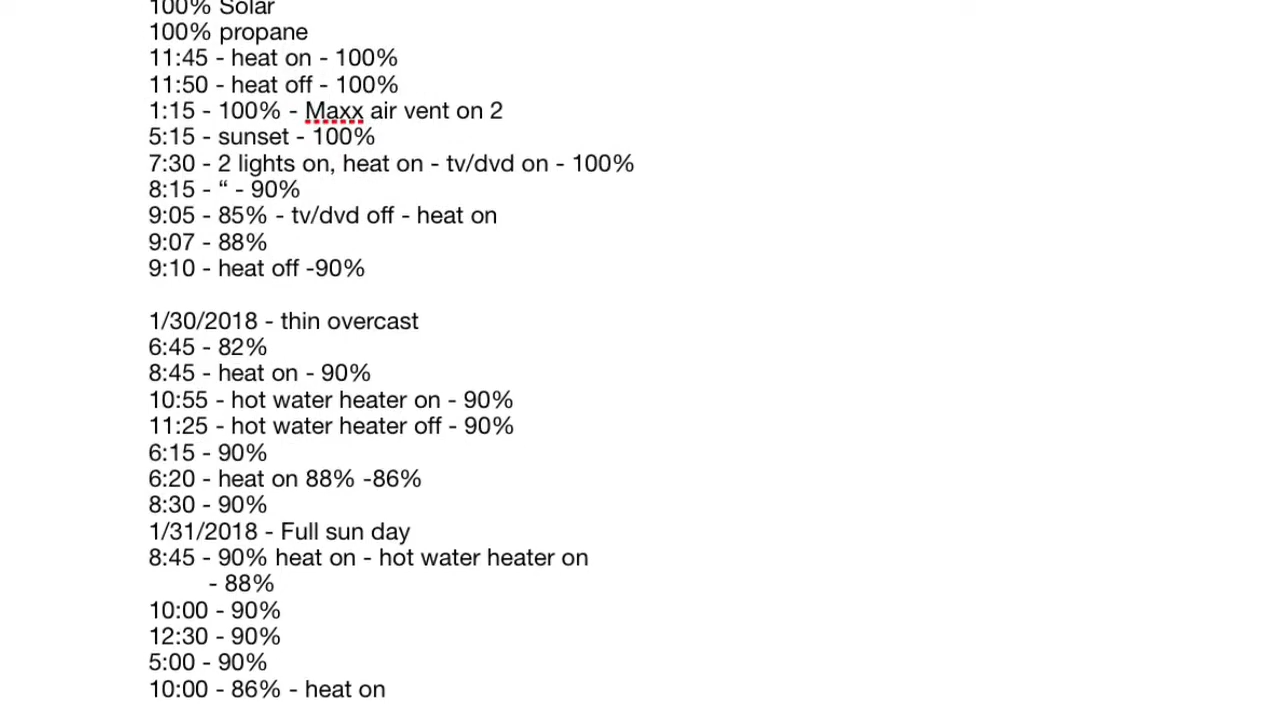 100% Solar
100% propane
11:45 - heat on - 100%
11:50 - heat off - 100%
1:15 - 100% - Maxx air vent on 2
5:15 - sunset - 100%
7:30 - 2 lights on, heat on - tv/dvd on - 100%
8:15 - “ - 90%
9:05 - 85% - tv/dvd off - heat on
9:07 - 88%
9:10 - heat off -90%
1/30/2018 - thin overcast
6:45 - 82%
8:45 - heat on - 90%
10:55 - hot water heater on - 90%
11:25 - hot water heater off - 90%
6:15 - 90%
6:20 - heat on 88% -86%
8:30 - 90%
1/31/2018 - Full sun day
8:45 - 90% heat on - hot water heater on
- 88%
10:00 - 90%
12:30 - 90%
5:00 - 90%
10:00 - 86% - heat on